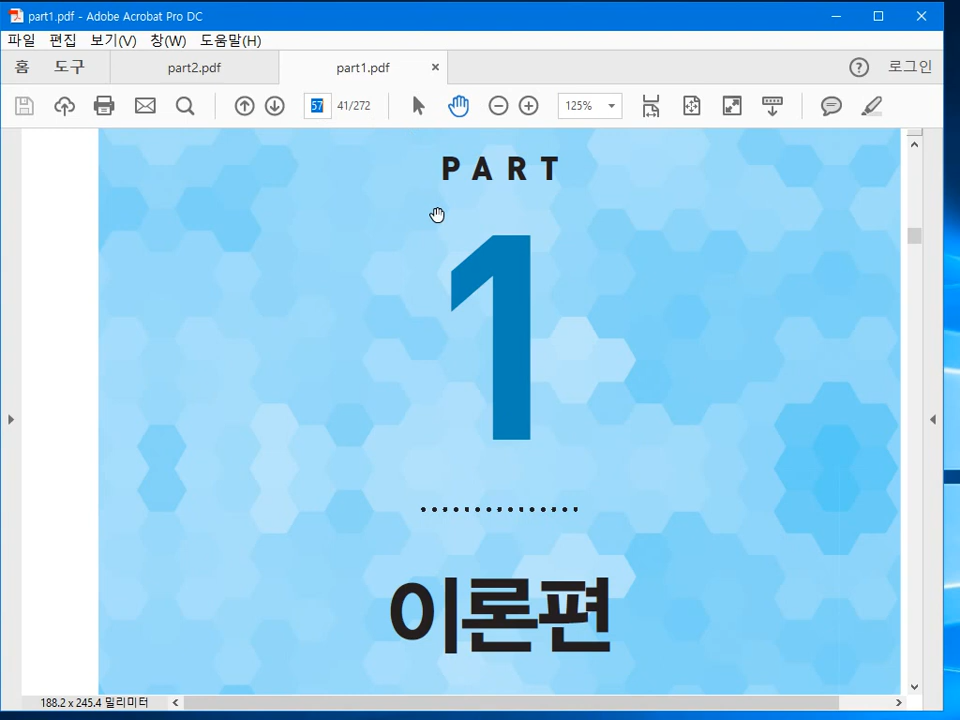 part1.pdf - Adobe Acrobat Pro DC
파일 편집 보기(V) 창(W) 도움말(H)
홈 도구 part2.pdf part1.pdf × ? 로그인
57 41/272 125%
PART
1
이론편
188.2 x 245.4 밀리미터